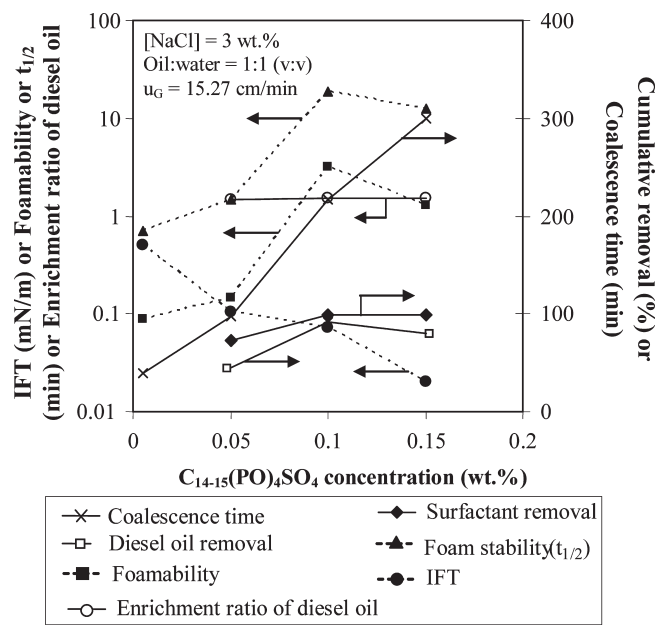 100
10
1
0.1
0.01
IFT (mN/m) or Foamability or t1/2
(min) or Enrichment ratio of diesel oil
[NaCl] = 3 wt.%
Oil:water = 1:1 (v:v)
uG = 15.27 cm/min
400
300
200
100
0
Cumulative removal (%) or
Coalescence time (min)
0 0.05 0.1 0.15 0.2
C14-15(PO)4SO4 concentration (wt.%)
Coalescence time
Surfactant removal
Diesel oil removal
Foam stability(t1/2)
Foamability
IFT
Enrichment ratio of diesel oil